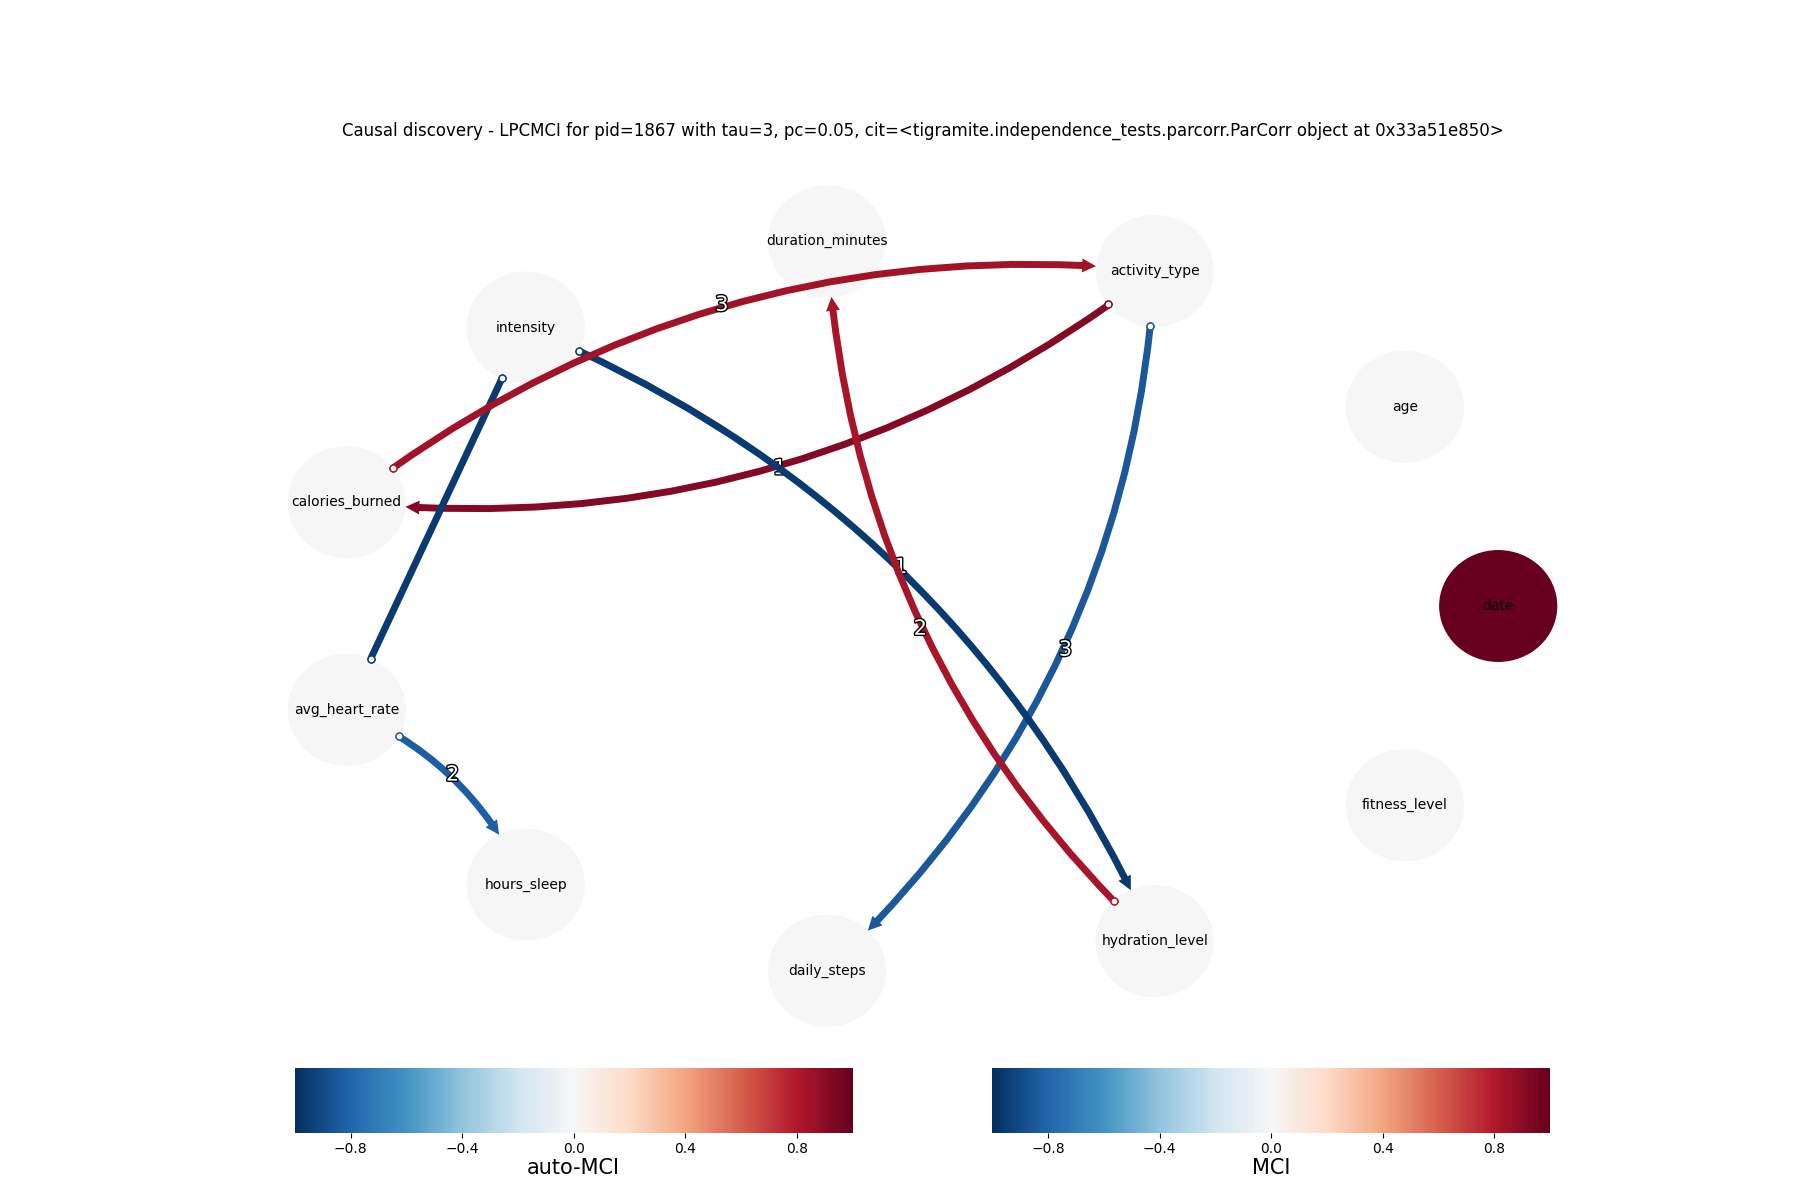 Causal discovery - LPCMCI for pid=1867 with tau=3, pc=0.05, cit=<tigramite.independence_tests.parcorr.ParCorr object at 0x33a51e850>
duration_minutes
activity_type
3
intensity
age
1
calories_burned
1
date
2
3
avg_heart_rate
2
fitness_level
hours_sleep
hydration_level
daily_steps
−0.8 −0.4 0.0 0.4 0.8
auto-MCI
−0.8 −0.4 0.0 0.4 0.8
MCI